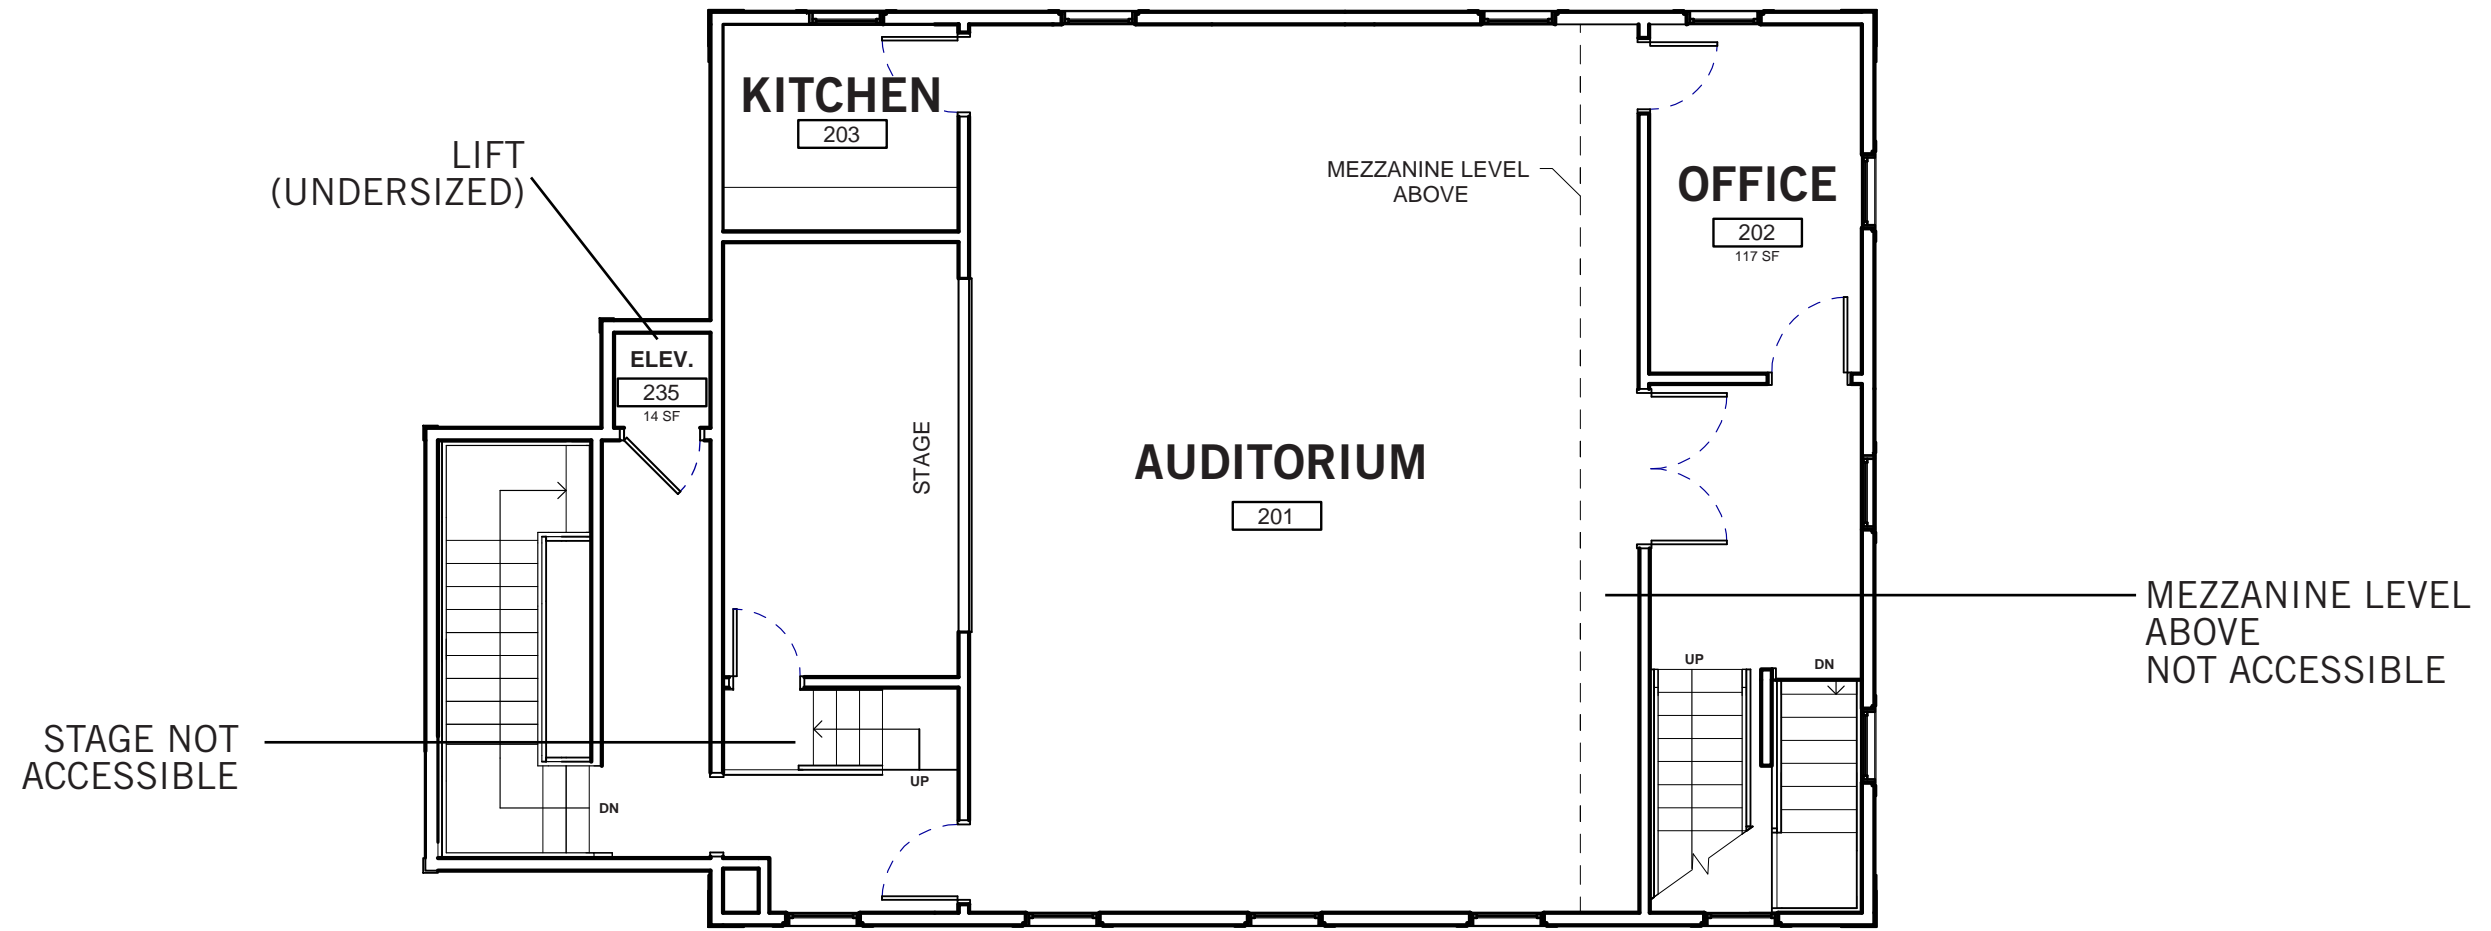 KITCHEN
203
LIFT
(UNDERSIZED)
MEZZANINE LEVEL
ABOVE
OFFICE
202
117 SF
ELEV.
235
14 SF
STAGE
AUDITORIUM
201
MEZZANINE LEVEL
ABOVE
NOT ACCESSIBLE
UP
DN
STAGE NOT
ACCESSIBLE
UP
DN